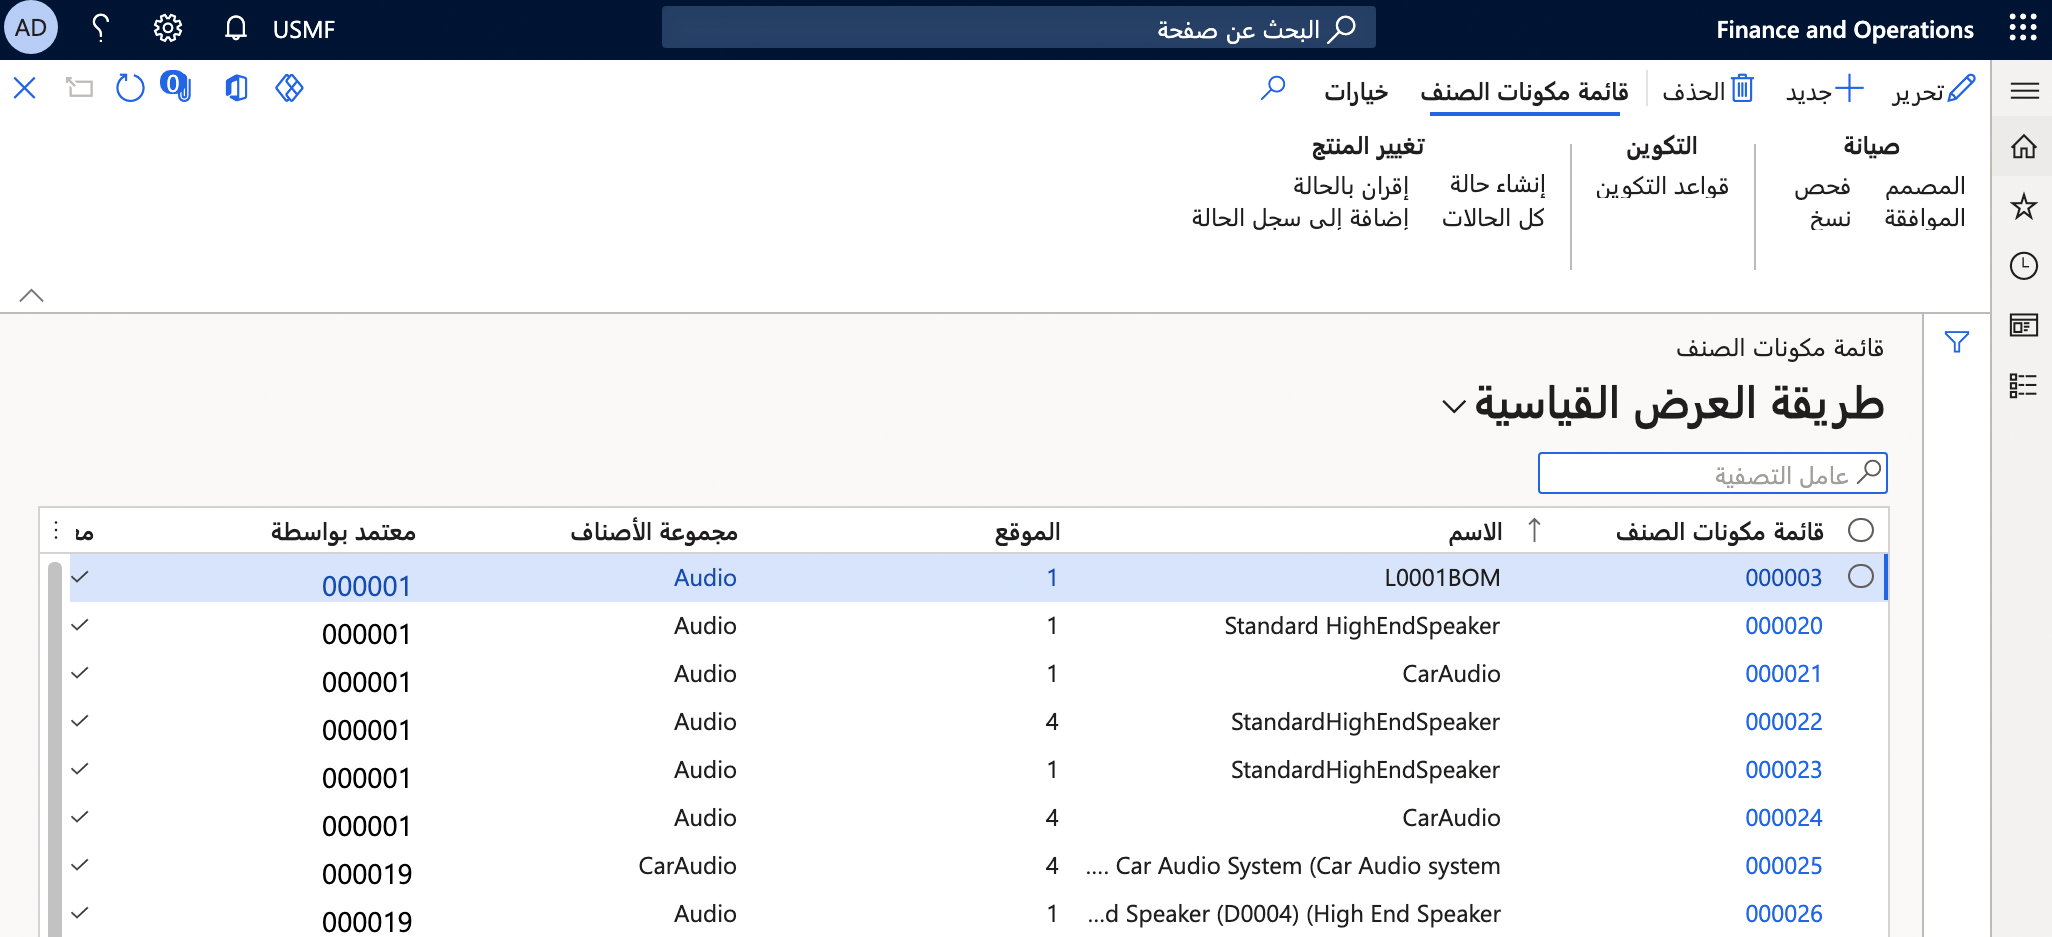 Finance and Operations
البحث عن صفحة
USMF
AD
تحرير
جديد
الحذف
قائمة مكونات الصنف
خيارات
0
صيانة
المصمم فحص
الموافقة نسخ
التكوين
قواعد التكوين
تغيير المنتج
إنشاء حالة إقران بالحالة
كل الحالات إضافة إلى سجل الحالة
قائمة مكونات الصنف
طريقة العرض القياسية
عامل التصفية
قائمة مكونات الصنف الاسم الموقع مجموعة الأصناف معتمد بواسطة
000003 L0001BOM 1 Audio 000001
000020 Standard HighEndSpeaker 1 Audio 000001
000021 CarAudio 1 Audio 000001
000022 StandardHighEndSpeaker 4 Audio 000001
000023 StandardHighEndSpeaker 1 Audio 000001
000024 CarAudio 4 Audio 000001
000025 Car Audio System (Car Audio system.... 4 CarAudio 000019
000026 ...d Speaker (D0004) (High End Speaker 1 Audio 000019